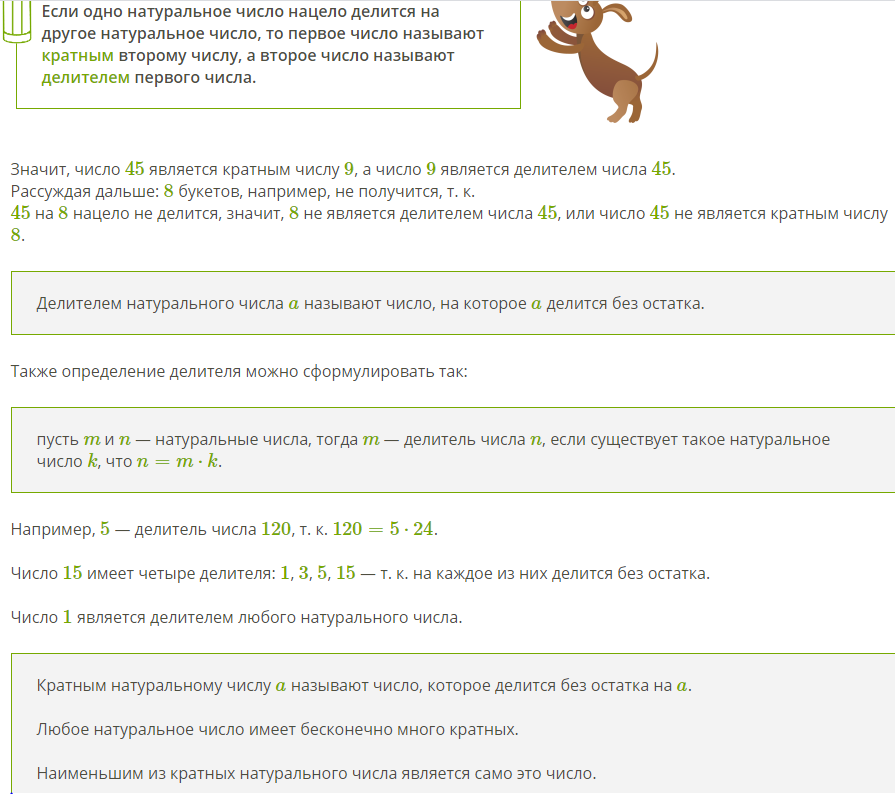 Если одно натуральное число нацело делится на
другое натуральное число, то первое число называют
кратным второму числу, а второе число называют
делителем первого числа.
Значит, число 45 является кратным числу 9, а число 9 является делителем числа 45.
Рассуждая дальше: 8 букетов, например, не получится, т. к.
45 на 8 нацело не делится, значит, 8 не является делителем числа 45, или число 45 не является кратным числу
8.
Делителем натурального числа a называют число, на которое a делится без остатка.
Также определение делителя можно сформулировать так:
пусть m и n — натуральные числа, тогда m — делитель числа n, если существует такое натуральное
число k, что n = m · k.
Например, 5 — делитель числа 120, т. к. 120 = 5 · 24.
Число 15 имеет четыре делителя: 1, 3, 5, 15 — т. к. на каждое из них делится без остатка.
Число 1 является делителем любого натурального числа.
Кратным натуральному числу a называют число, которое делится без остатка на a.
Любое натуральное число имеет бесконечно много кратных.
Наименьшим из кратных натурального числа является само это число.